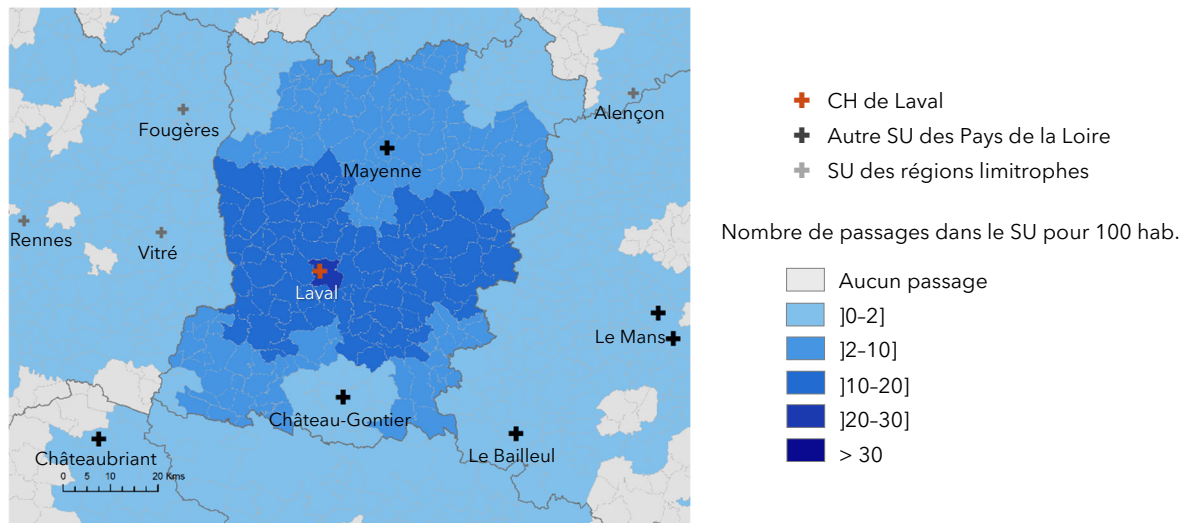 Fougères
Alençon
Mayenne
Rennes
Vitré
Laval
Le Mans
Château-Gontier
Châteaubriant
Le Bailleul
0 5 10 20 Kms
CH de Laval
Autre SU des Pays de la Loire
SU des régions limitrophes
Nombre de passages dans le SU pour 100 hab.
Aucun passage
]0–2]
]2–10]
]10–20]
]20–30]
> 30